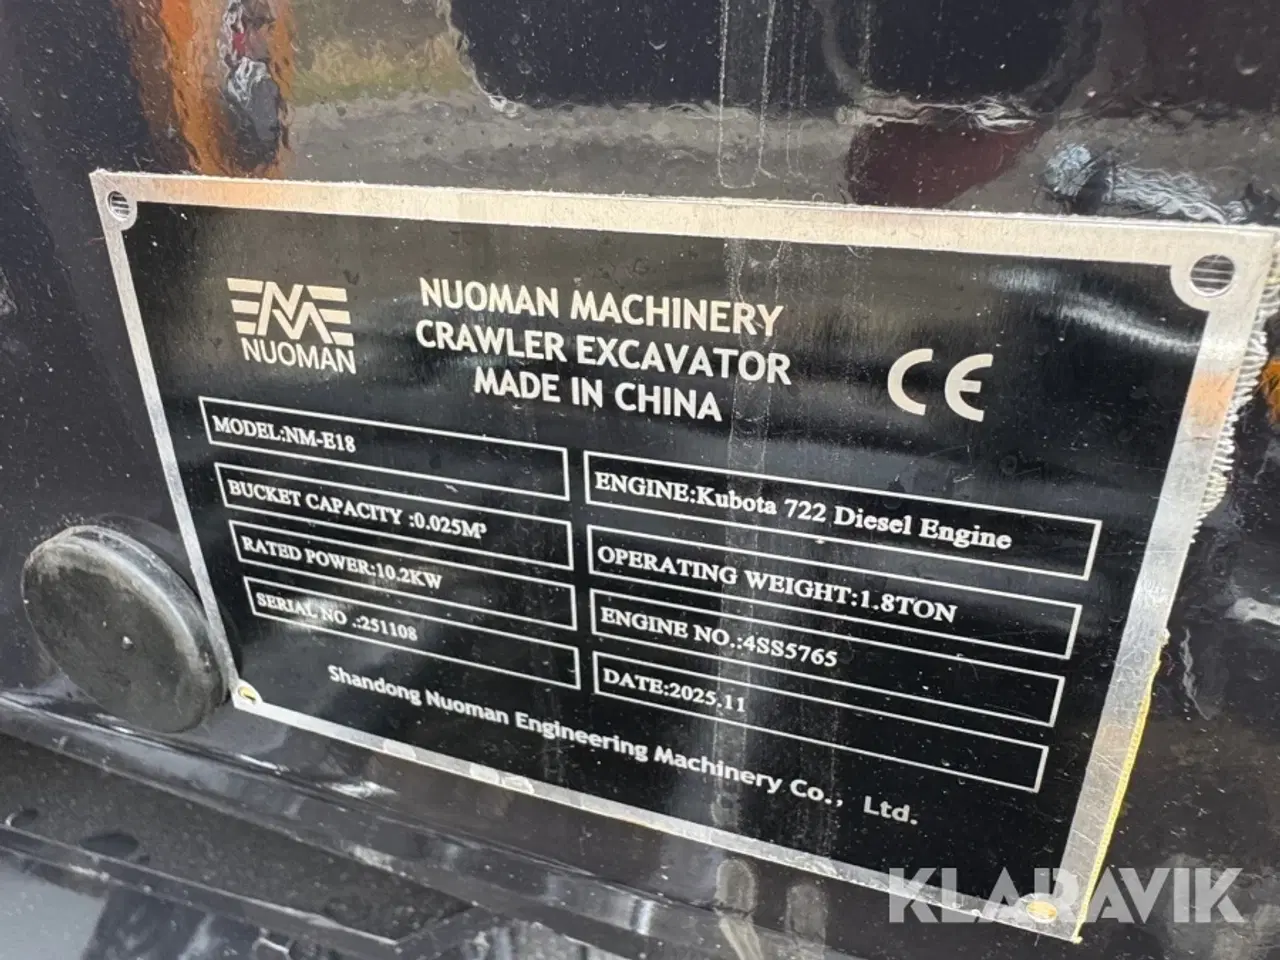 NUOMAN
NUOMAN MACHINERY
CRAWLER EXCAVATOR
MADE IN CHINA
CE
MODEL:NM-E18
ENGINE:Kubota 722 Diesel Engine
BUCKET CAPACITY :0.025M³
OPERATING WEIGHT:1.8TON
RATED POWER:10.2KW
ENGINE NO.:4SS5765
SERIAL NO .:251108
DATE:2025.11
Shandong Nuoman Engineering Machinery Co., Ltd.
KLARAVIK